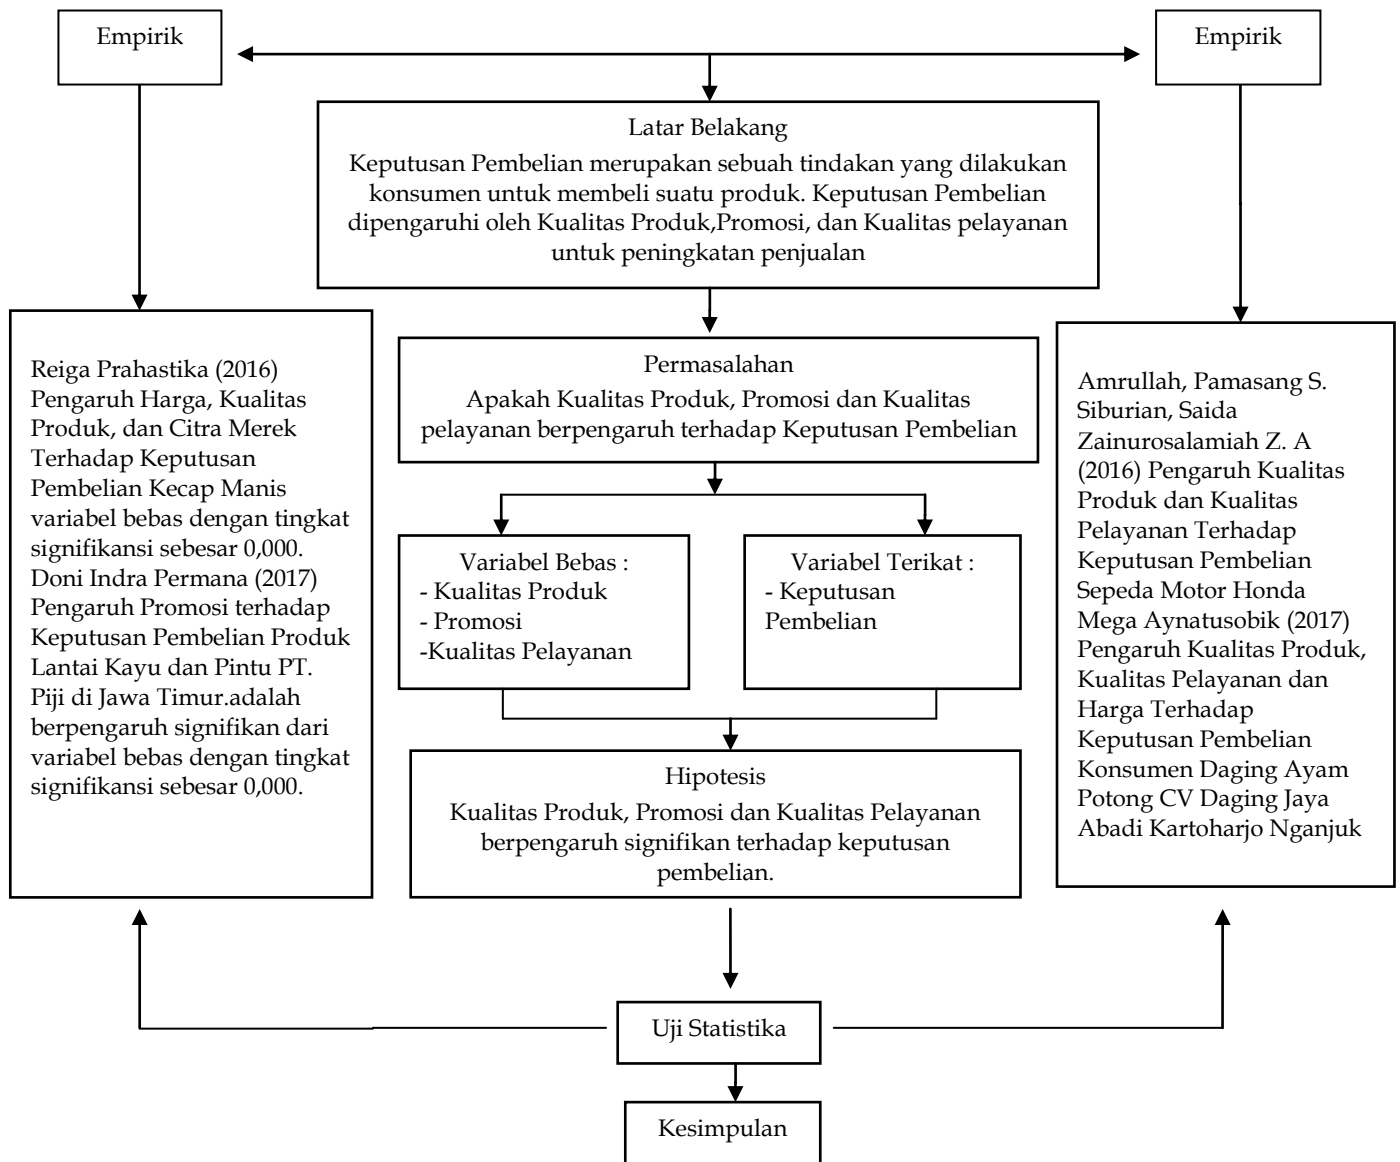 Empirik
Empirik
Latar Belakang
Keputusan Pembelian merupakan sebuah tindakan yang dilakukan
konsumen untuk membeli suatu produk. Keputusan Pembelian
dipengaruhi oleh Kualitas Produk,Promosi, dan Kualitas pelayanan
untuk peningkatan penjualan
Reiga Prahastika (2016)
Pengaruh Harga, Kualitas
Produk, dan Citra Merek
Terhadap Keputusan
Pembelian Kecap Manis
variabel bebas dengan tingkat
signifikansi sebesar 0,000.
Doni Indra Permana (2017)
Pengaruh Promosi terhadap
Keputusan Pembelian Produk
Lantai Kayu dan Pintu PT.
Piji di Jawa Timur.adalah
berpengaruh signifikan dari
variabel bebas dengan tingkat
signifikansi sebesar 0,000.
Permasalahan
Apakah Kualitas Produk, Promosi dan Kualitas
pelayanan berpengaruh terhadap Keputusan Pembelian
Variabel Bebas :
- Kualitas Produk
- Promosi
-Kualitas Pelayanan
Variabel Terikat :
- Keputusan
Pembelian
Hipotesis
Kualitas Produk, Promosi dan Kualitas Pelayanan
berpengaruh signifikan terhadap keputusan
pembelian.
Amrullah, Pamasang S.
Siburian, Saida
Zainurosalamiah Z. A
(2016) Pengaruh Kualitas
Produk dan Kualitas
Pelayanan Terhadap
Keputusan Pembelian
Sepeda Motor Honda
Mega Aynatusobik (2017)
Pengaruh Kualitas Produk,
Kualitas Pelayanan dan
Harga Terhadap
Keputusan Pembelian
Konsumen Daging Ayam
Potong CV Daging Jaya
Abadi Kartoharjo Nganjuk
Uji Statistika
Kesimpulan